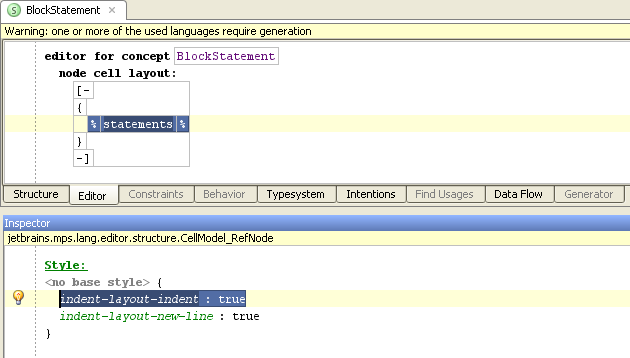 S BlockStatement ×
Warning: one or more of the used languages require generation
editor for concept BlockStatement
node cell layout:
[-
{
% statements %
}
-]
Structure Editor Constraints Behavior Typesystem Intentions Find Usages Data Flow Generator
Inspector
jetbrains.mps.lang.editor.structure.CellModel_RefNode
Style:
<no base style> {
indent-layout-indent : true
indent-layout-new-line : true
}